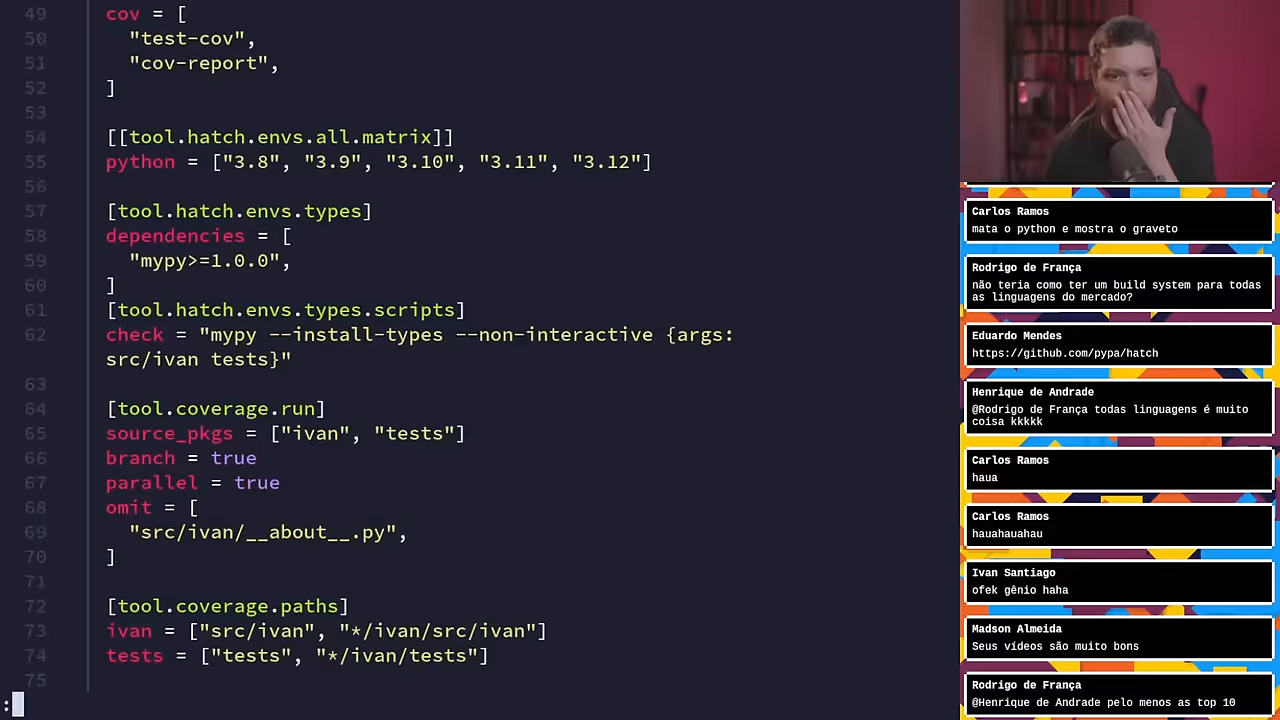 49 cov = [
50 "test-cov",
51 "cov-report",
52 ]
53
54 [[tool.hatch.envs.all.matrix]]
55 python = ["3.8", "3.9", "3.10", "3.11", "3.12"]
56
57 [tool.hatch.envs.types]
58 dependencies = [
59 "mypy>=1.0.0",
60 ]
61 [tool.hatch.envs.types.scripts]
62 check = "mypy --install-types --non-interactive {args:
src/ivan tests}"
63
64 [tool.coverage.run]
65 source_pkgs = ["ivan", "tests"]
66 branch = true
67 parallel = true
68 omit = [
69 "src/ivan/__about__.py",
70 ]
71
72 [tool.coverage.paths]
73 ivan = ["src/ivan", "*/ivan/src/ivan"]
74 tests = ["tests", "*/ivan/tests"]
75
:
Carlos Ramos
mata o python e mostra o graveto
Rodrigo de França
não teria como ter um build system para todas
as linguagens do mercado?
Eduardo Mendes
https://github.com/pypa/hatch
Henrique de Andrade
@Rodrigo de França todas linguagens é muito
coisa kkkkk
Carlos Ramos
haua
Carlos Ramos
hauahauahau
Ivan Santiago
ofek gênio haha
Madson Almeida
Seus vídeos são muito bons
Rodrigo de França
@Henrique de Andrade pelo menos as top 10